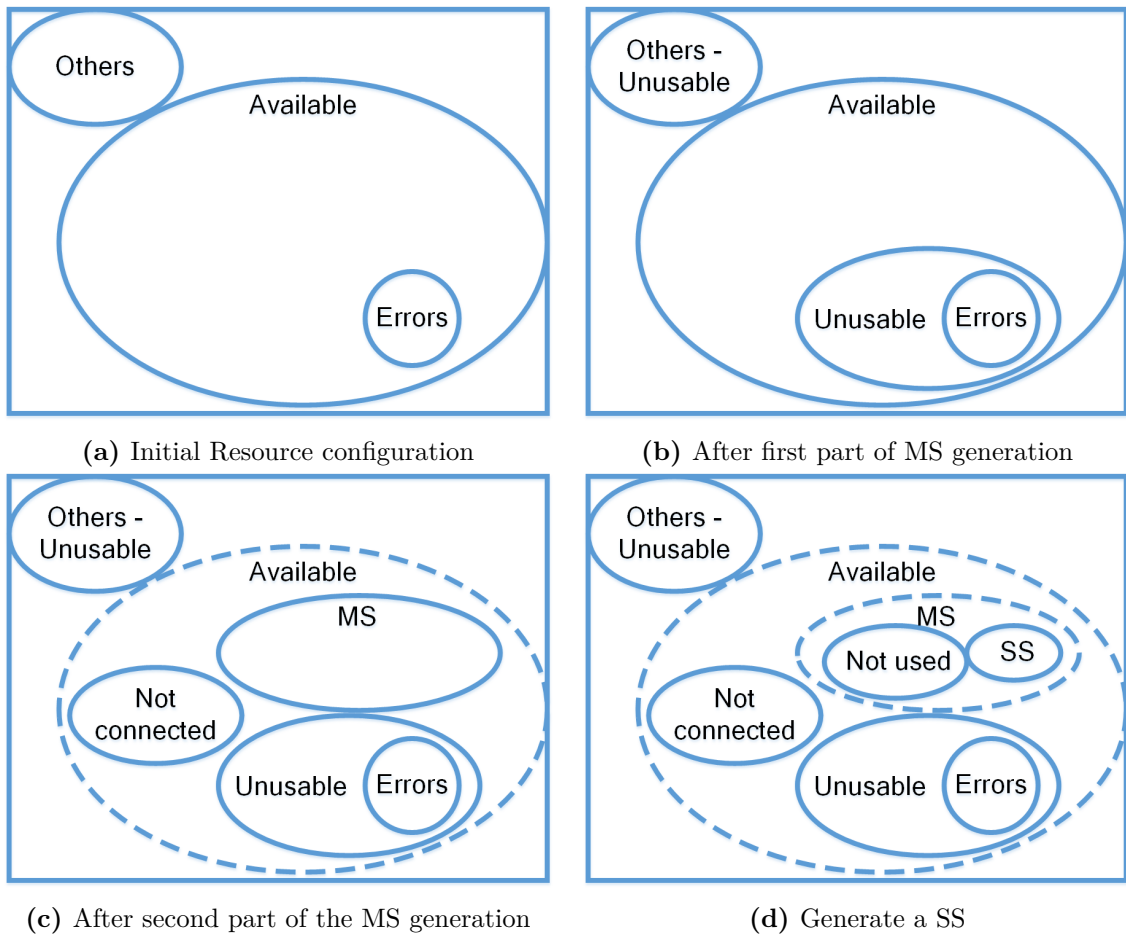 Others
Available
Errors
(a) Initial Resource configuration
Others -
Unusable
Available
Unusable
Errors
(b) After first part of MS generation
Others -
Unusable
Available
MS
Not
connected
Unusable
Errors
(c) After second part of the MS generation
Others -
Unusable
Available
MS
Not used
SS
Not
connected
Unusable
Errors
(d) Generate a SS